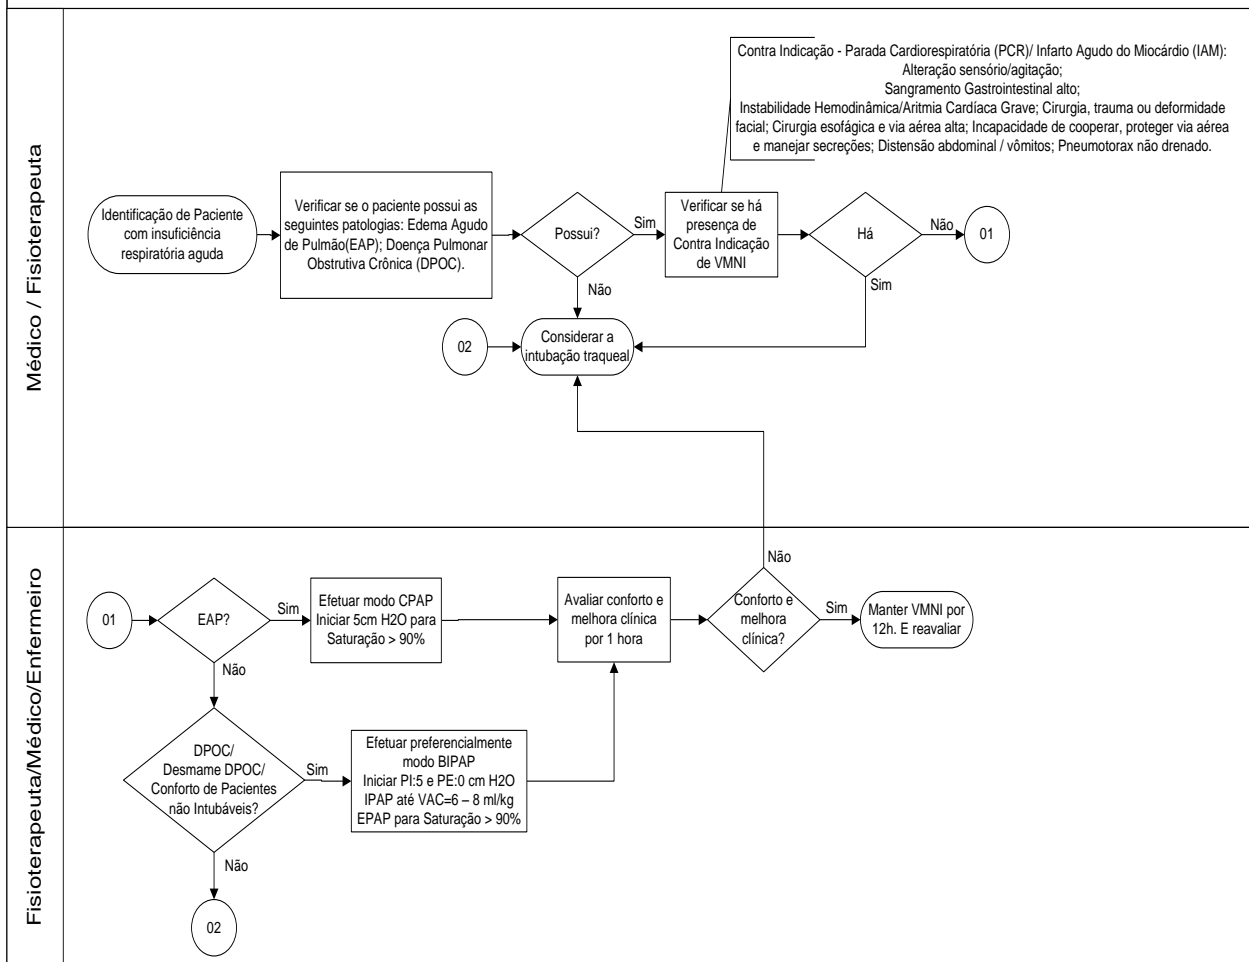 Médico / Fisioterapeuta
Contra Indicação - Parada Cardiorespiratória (PCR)/ Infarto Agudo do Miocárdio (IAM):
Alteração sensório/agitação;
Sangramento Gastrointestinal alto;
Instabilidade Hemodinâmica/Aritmia Cardíaca Grave; Cirurgia, trauma ou deformidade
facial; Cirurgia esofágica e via aérea alta; Incapacidade de cooperar, proteger via aérea
e manejar secreções; Distensão abdominal / vômitos; Pneumotorax não drenado.
Identificação de Paciente
com insuficiência
respiratória aguda
Verificar se o paciente possui as
seguintes patologias: Edema Agudo
de Pulmão(EAP); Doença Pulmonar
Obstrutiva Crônica (DPOC).
Possui?
Sim
Não
Verificar se há
presença de
Contra Indicação
de VMNI
Há
Não
Sim
01
02
Considerar a
intubação traqueal
Fisioterapeuta/Médico/Enfermeiro
01
EAP?
Sim
Não
Efetuar modo CPAP
Iniciar 5cm H2O para
Saturação > 90%
Avaliar conforto e
melhora clínica
por 1 hora
Não
Conforto e
melhora
clínica?
Sim
Manter VMNI por
12h. E reavaliar
DPOC/
Desmame DPOC/
Conforto de Pacientes
não Intubáveis?
Sim
Não
Efetuar preferencialmente
modo BIPAP
Iniciar PI:5 e PE:0 cm H2O
IPAP até VAC=6 – 8 ml/kg
EPAP para Saturação > 90%
02